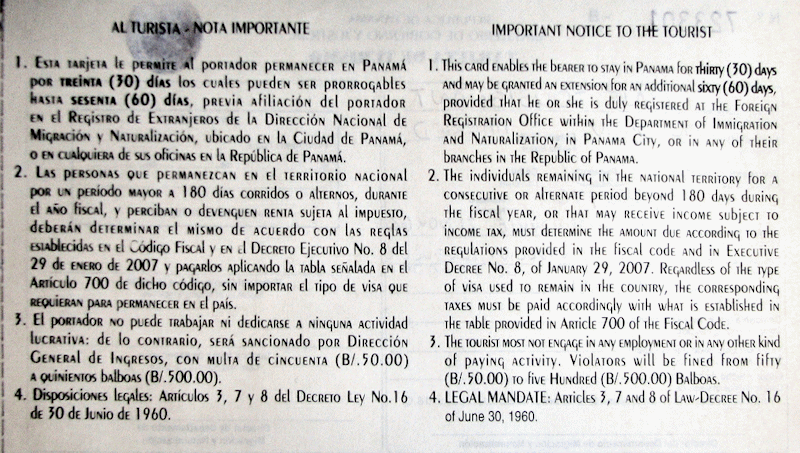 AL TURISTA - NOTA IMPORTANTE
1. Esta tarjeta le permite al portador permanecer en Panamá
por treinta (30) días los cuales pueden ser prorrogables
hasta sesenta (60) días, previa afiliación del portador
en el Registro de Extranjeros de la Dirección Nacional de
Migración y Naturalización, ubicado en la Ciudad de Panamá,
o en cualquiera de sus oficinas en la República de Panamá.
2. Las personas que permanezcan en el territorio nacional
por un período mayor a 180 días corridos o alternos, durante
el año fiscal, y perciban o devenguen renta sujeta al impuesto,
deberán determinar el mismo de acuerdo con las reglas
establecidas en el Código Fiscal y en el Decreto Ejecutivo No. 8 del
29 de enero de 2007 y pagarlos aplicando la tabla señalada en el
Artículo 700 de dicho código, sin importar el tipo de visa que
requieran para permanecer en el país.
3. El portador no puede trabajar ni dedicarse a ninguna actividad
lucrativa: de lo contrario, será sancionado por Dirección
General de Ingresos, con multa de cincuenta (B/.50.00)
a quinientos balboas (B/.500.00).
4. Disposiciones legales: Artículos 3, 7 y 8 del Decreto Ley No.16
de 30 de Junio de 1960.
IMPORTANT NOTICE TO THE TOURIST
1. This card enables the bearer to stay in Panama for thirty (30) days
and may be granted an extension for an additional sixty (60) days,
provided that he or she is duly registered at the Foreign
Registration Office within the Department of Immigration
and Naturalization, in Panama City, or in any of their
branches in the Republic of Panama.
2. The individuals remaining in the national territory for a
consecutive or alternate period beyond 180 days during
the fiscal year, or that may receive income subject to
income tax, must determine the amount due according to the
regulations provided in the fiscal code and in Executive
Decree No. 8, of January 29, 2007. Regardless of the type
of visa used to remain in the country, the corresponding
taxes must be paid accordingly with what is established in
the table provided in Article 700 of the Fiscal Code.
3. The tourist most not engage in any employment or in any other kind
of paying activity. Violators will be fined from fifty
(B/.50.00) to five Hundred (B/.500.00) Balboas.
4. LEGAL MANDATE: Articles 3, 7 and 8 of Law-Decree No. 16
of June 30, 1960.